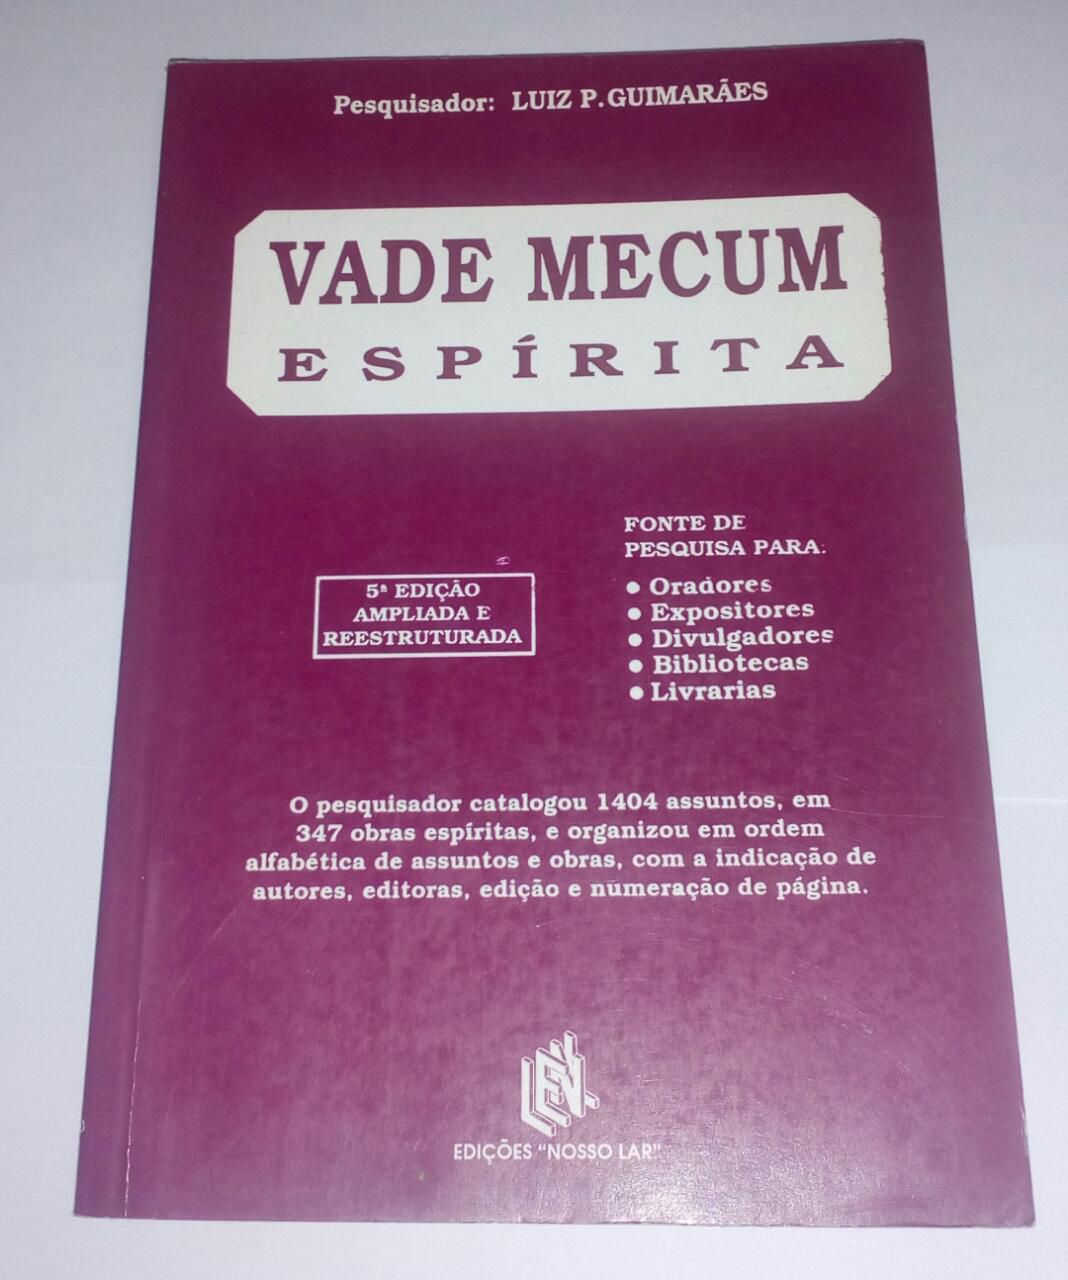 Pesquisador: LUIZ P. GUIMARÃES
VADE MECUM
ESPÍRITA
FONTE DE
PESQUISA PARA:
• Oradores
• Expositores
• Divulgadores
• Bibliotecas
• Livrarias
5ª EDIÇÃO
AMPLIADA E
REESTRUTURADA
O pesquisador catalogou 1404 assuntos, em
347 obras espíritas, e organizou em ordem
alfabética de assuntos e obras, com a indicação de
autores, editoras, edição e numeração de página.
LENL
EDIÇÕES "NOSSO LAR"